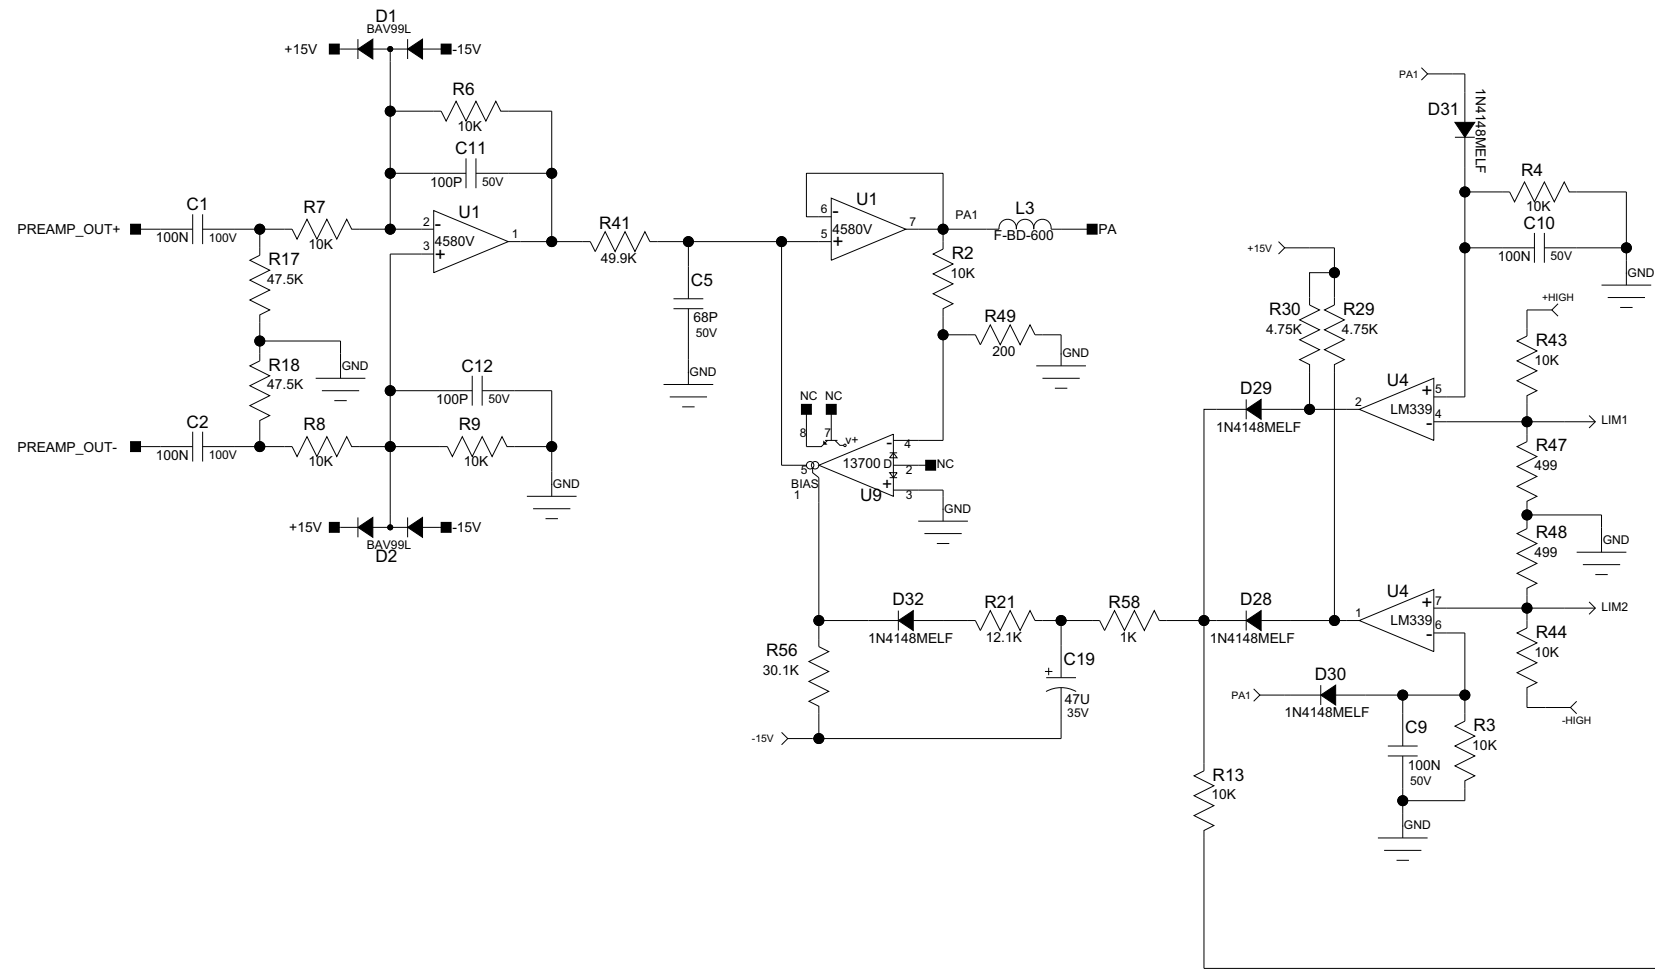 D1
BAV99L
+15V
-15V
R6
10K
C11
100P
50V
C1
100N
100V
PREAMP_OUT+
R7
10K
U1
2
-
4580V
3
+
1
R17
47.5K
R18
47.5K
GND
R41
49.9K
C5
68P
50V
GND
U1
6
-
4580V
5
+
7
PA1
L3
F-BD-600
PA
R2
10K
R49
200
GND
C12
100P
50V
C2
100N
100V
PREAMP_OUT-
R8
10K
R9
10K
GND
+15V
-15V
BAV99L
D2
NC
NC
8
7
v+
-
4
13700
D
2
NC
5
BIAS
1
+
U9
3
GND
D32
1N4148MELF
R21
12.1K
R58
1K
R56
30.1K
+
C19
47U
35V
-15V
PA1
D31
1N4148MELF
R4
10K
C10
100N
50V
GND
+15V
R30
4.75K
R29
4.75K
+HIGH
R43
10K
D29
1N4148MELF
U4
2
+
5
LM339
-
4
LIM1
R47
499
R48
499
GND
D28
1N4148MELF
U4
1
+
7
LM339
-
6
LIM2
R44
10K
-HIGH
PA1
D30
1N4148MELF
C9
100N
50V
R3
10K
GND
R13
10K